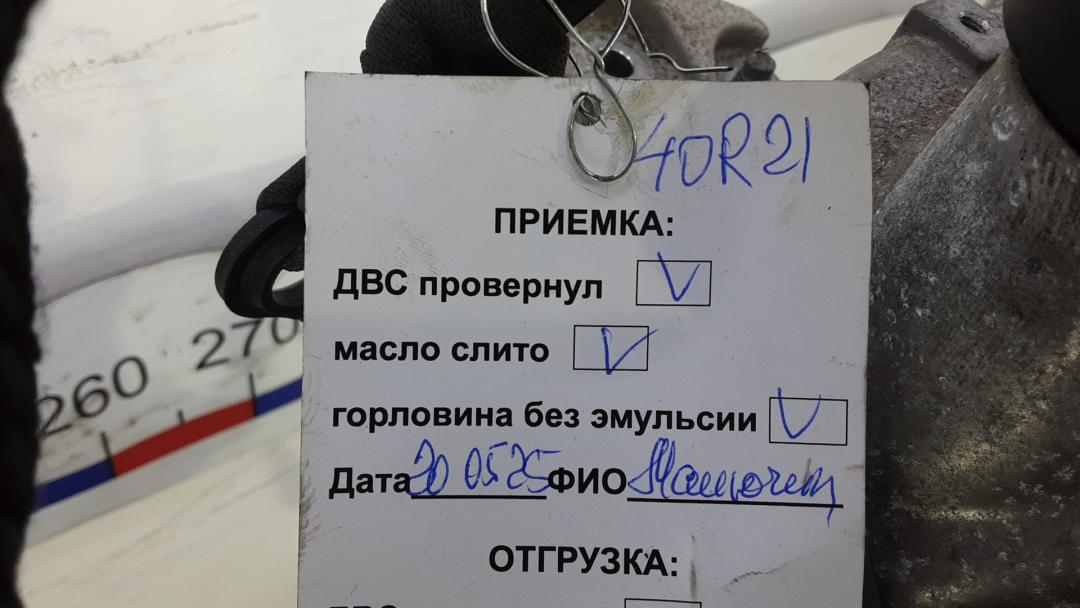 40R21
ПРИЕМКА:
ДВС провернул V
масло слито V
260 270
горловина без эмульсии V
Дата 20 05 25 ФИО
ОТГРУЗКА: